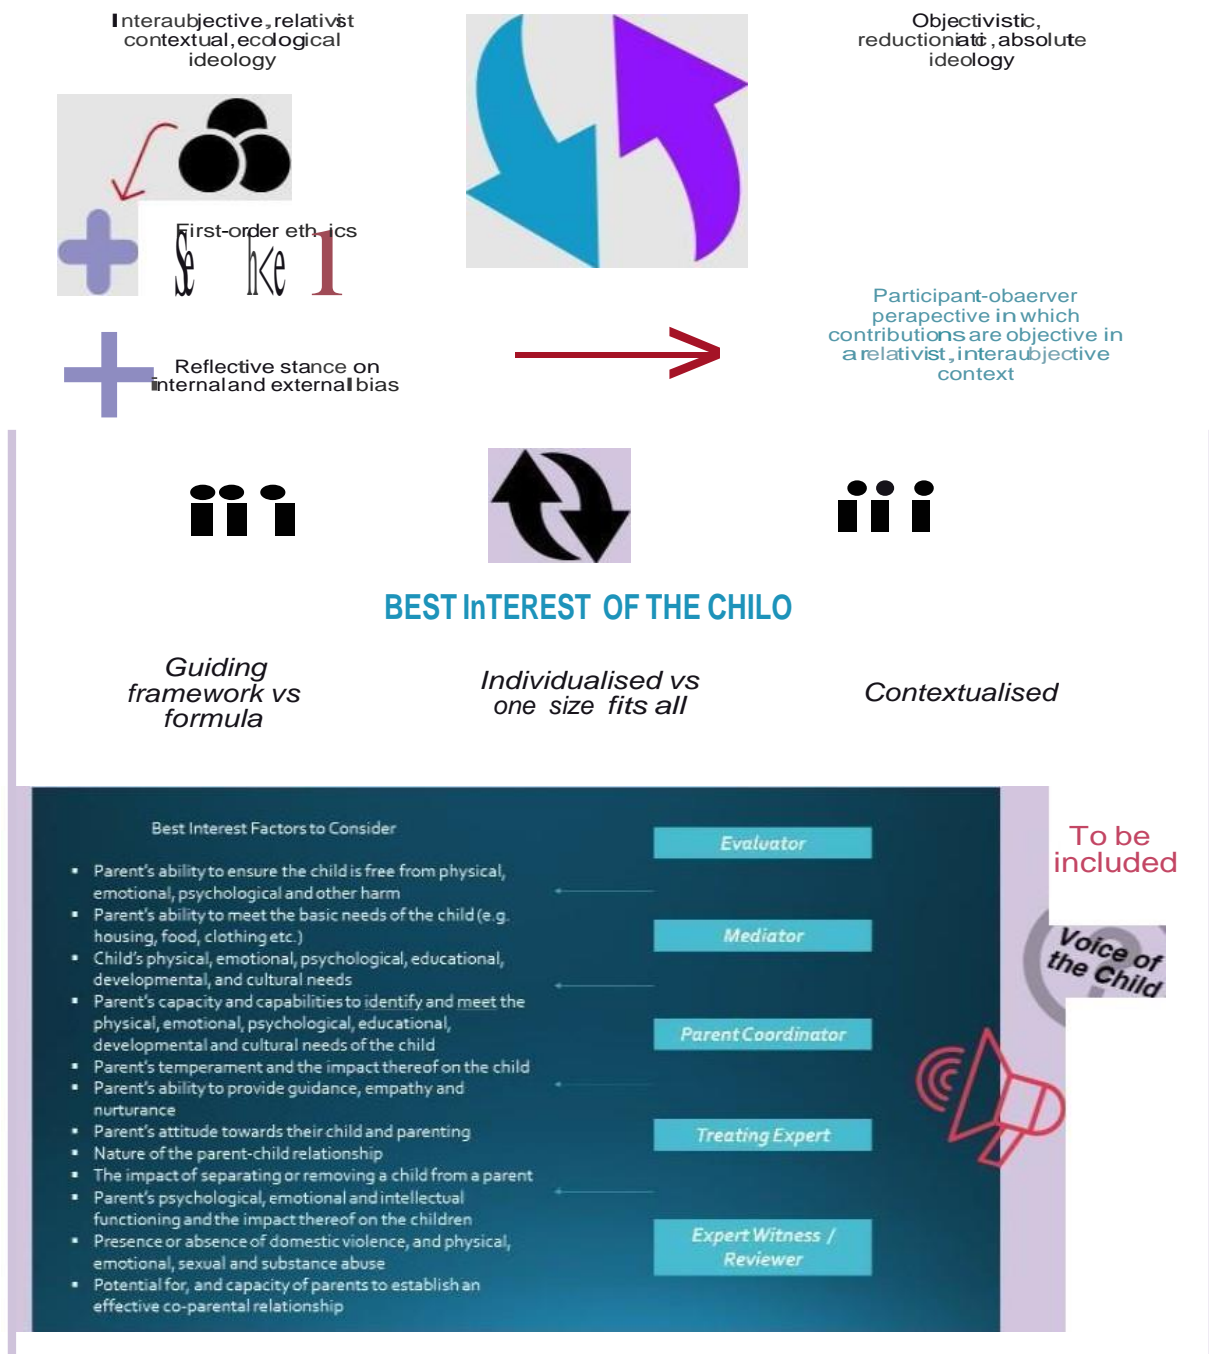 Interaubjective, relativist
contextual, ecological
ideology
Objectivistic,
reductioniatic, absolute
ideology
First-order eth ics
Participant-obaerver
perapective in which
contributions are objective in
a relativist, interaubjective
context
Reflective stance on
internal and external bias
BEST InTEREST OF THE CHILO
Guiding
framework vs
formula
Individualised vs
one size fits all
Contextualised
Best Interest Factors to Consider
▪ Parent's ability to ensure the child is free from physical,
emotional, psychological and other harm
▪ Parent's ability to meet the basic needs of the child (e.g.
housing, food, clothing etc.)
▪ Child's physical, emotional, psychological, educational,
developmental, and cultural needs
▪ Parent's capacity and capabilities to identify and meet the
physical, emotional, psychological, educational,
developmental and cultural needs of the child
▪ Parent's temperament and the impact thereof on the child
▪ Parent's ability to provide guidance, empathy and
nurturance
▪ Parent's attitude towards their child and parenting
▪ Nature of the parent-child relationship
▪ The impact of separating or removing a child from a parent
▪ Parent's psychological, emotional and intellectual
functioning and the impact thereof on the children
▪ Presence or absence of domestic violence, and physical,
emotional, sexual and substance abuse
▪ Potential for, and capacity of parents to establish an
effective co-parental relationship
Evaluator
Mediator
Parent Coordinator
Treating Expert
Expert Witness /
Reviewer
To be
included
Voice of
the Child